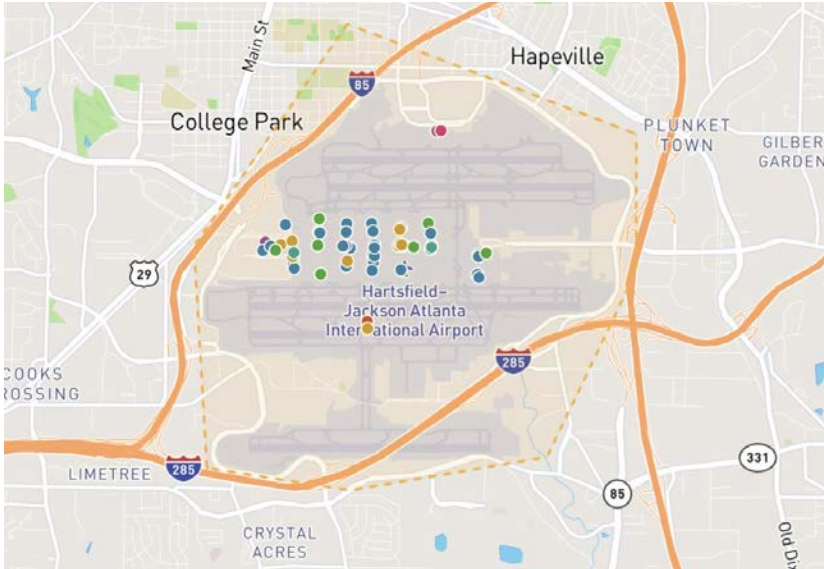 Main St
Hapeville
85
College Park
PLUNKET
TOWN
GILBER
GARDEN
29
Hartsfield–
Jackson Atlanta
International Airport
285
COOKS
ROSSING
LIMETREE
285
331
85
CRYSTAL
ACRES
Old Dix